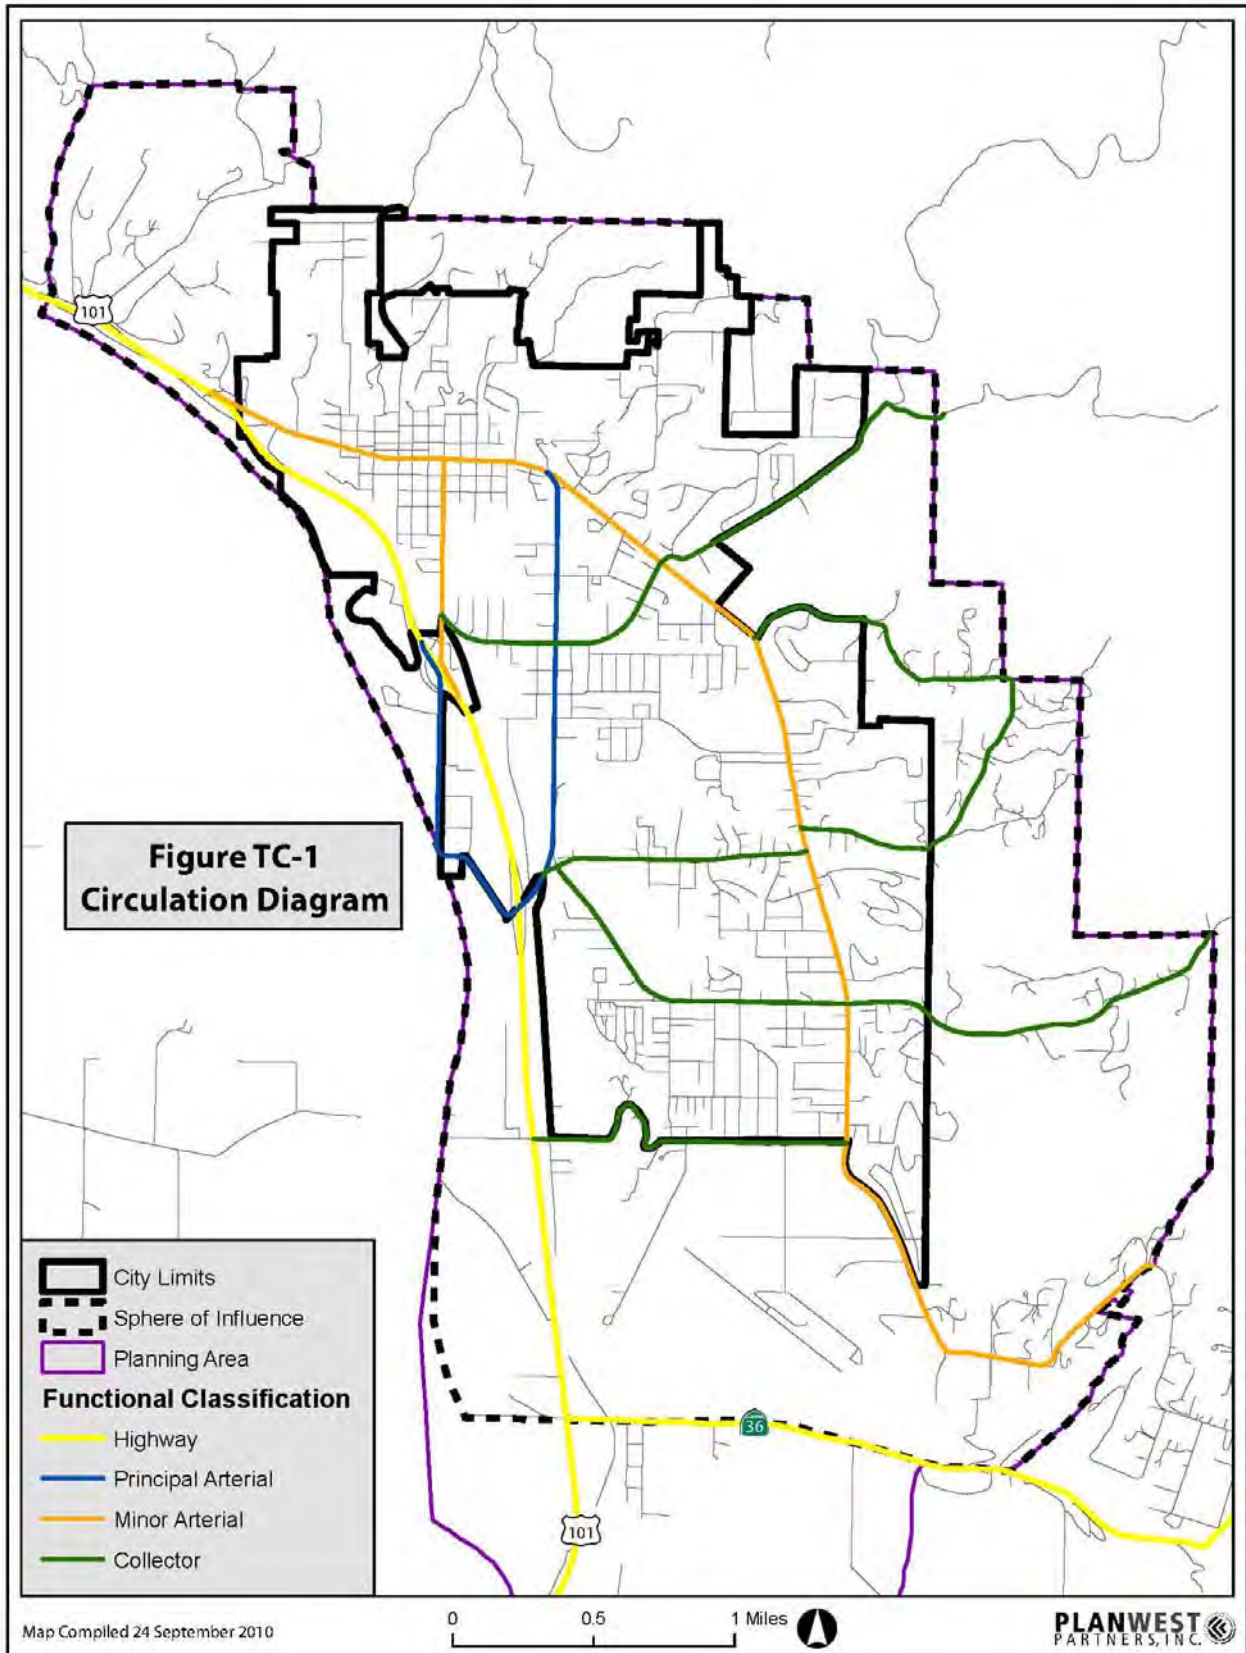 101
Figure TC-1
Circulation Diagram
City Limits
Sphere of Influence
Planning Area
Functional Classification
Highway
Principal Arterial
Minor Arterial
Collector
36
101
Map Compiled 24 September 2010
0 0.5 1 Miles
PLANWEST
PARTNERS, INC.